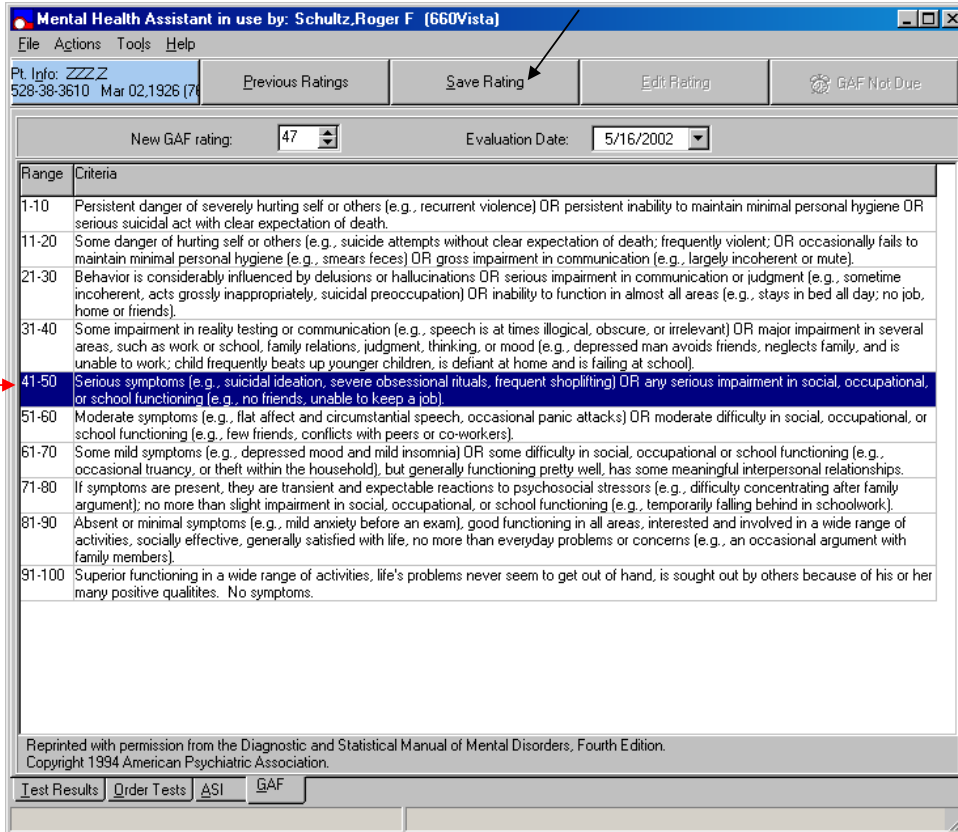 Mental Health Assistant in use by: Schultz,Roger F (660Vista)
File Actions Tools Help
Pt. Info: ZZZ,Z
528-38-3610 Mar 02,1926 (76
Previous Ratings
Save Rating
Edit Rating
GAF Not Due
New GAF rating: 47 Evaluation Date: 5/16/2002
Range Criteria
1-10 Persistent danger of severely hurting self or others (e.g., recurrent violence) OR persistent inability to maintain minimal personal hygiene OR
serious suicidal act with clear expectation of death.
11-20 Some danger of hurting self or others (e.g., suicide attempts without clear expectation of death; frequently violent; OR occasionally fails to
maintain minimal personal hygiene (e.g., smears feces) OR gross impairment in communication (e.g., largely incoherent or mute).
21-30 Behavior is considerably influenced by delusions or hallucinations OR serious impairment in communication or judgment (e.g., sometime
incoherent, acts grossly inappropriately, suicidal preoccupation) OR inability to function in almost all areas (e.g., stays in bed all day; no job,
home or friends).
31-40 Some impairment in reality testing or communication (e.g., speech is at times illogical, obscure, or irrelevant) OR major impairment in several
areas, such as work or school, family relations, judgment, thinking, or mood (e.g., depressed man avoids friends, neglects family, and is
unable to work; child frequently beats up younger children, is defiant at home and is failing at school).
41-50 Serious symptoms (e.g., suicidal ideation, severe obsessional rituals, frequent shoplifting) OR any serious impairment in social, occupational,
or school functioning (e.g., no friends, unable to keep a job).
51-60 Moderate symptoms (e.g., flat affect and circumstantial speech, occasional panic attacks) OR moderate difficulty in social, occupational, or
school functioning (e.g., few friends, conflicts with peers or co-workers).
61-70 Some mild symptoms (e.g., depressed mood and mild insomnia) OR some difficulty in social, occupational or school functioning (e.g.,
occasional truancy, or theft within the household), but generally functioning pretty well, has some meaningful interpersonal relationships.
71-80 If symptoms are present, they are transient and expectable reactions to psychosocial stressors (e.g., difficulty concentrating after family
argument); no more than slight impairment in social, occupational, or school functioning (e.g., temporarily falling behind in schoolwork).
81-90 Absent or minimal symptoms (e.g., mild anxiety before an exam), good functioning in all areas, interested and involved in a wide range of
activities, socially effective, generally satisfied with life, no more than everyday problems or concerns (e.g., an occasional argument with
family members).
91-100 Superior functioning in a wide range of activities, life's problems never seem to get out of hand, is sought out by others because of his or her
many positive qualitites. No symptoms.
Reprinted with permission from the Diagnostic and Statistical Manual of Mental Disorders, Fourth Edition.
Copyright 1994 American Psychiatric Association.
Test Results Order Tests ASI GAF